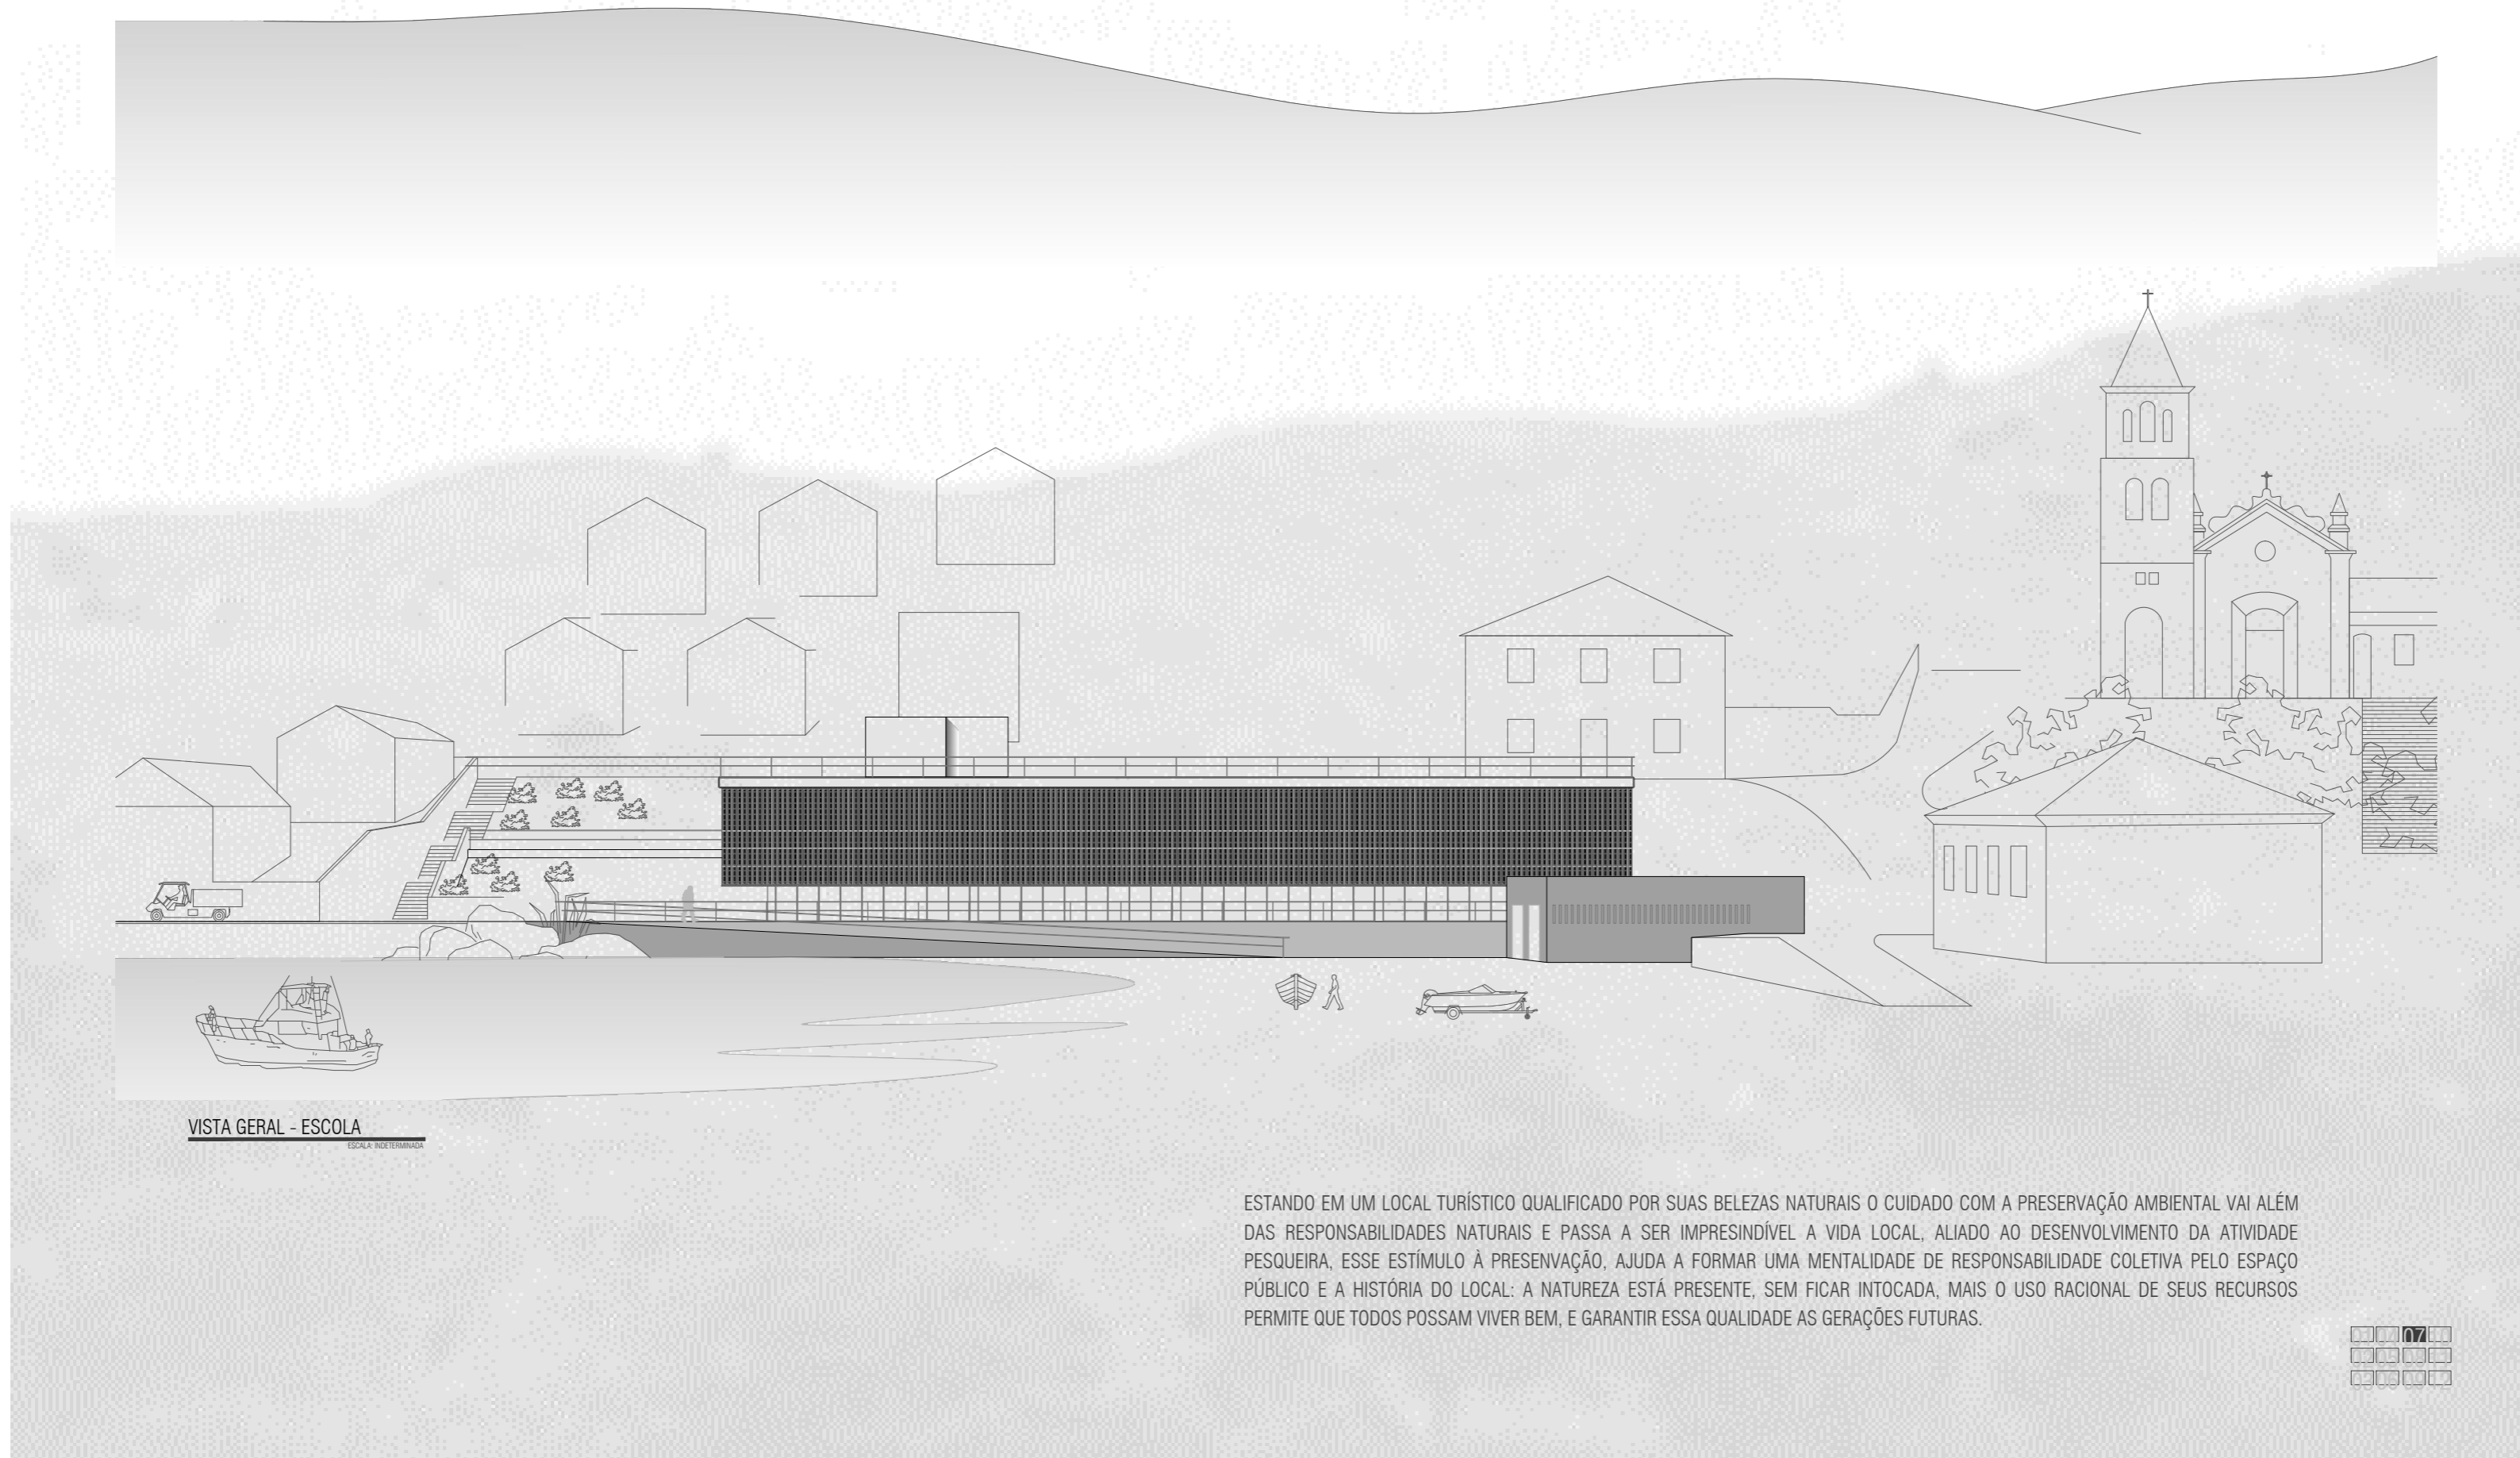 VISTA GERAL - ESCOLA
ESCALA: INDETERMINADA
ESTANDO EM UM LOCAL TURÍSTICO QUALIFICADO POR SUAS BELEZAS NATURAIS O CUIDADO COM A PRESERVAÇÃO AMBIENTAL VAI ALÉM
DAS RESPONSABILIDADES NATURAIS E PASSA A SER IMPRESINDÍVEL A VIDA LOCAL, ALIADO AO DESENVOLVIMENTO DA ATIVIDADE
PESQUEIRA, ESSE ESTÍMULO À PRESENVAÇÃO, AJUDA A FORMAR UMA MENTALIDADE DE RESPONSABILIDADE COLETIVA PELO ESPAÇO
PÚBLICO E A HISTÓRIA DO LOCAL: A NATUREZA ESTÁ PRESENTE, SEM FICAR INTOCADA, MAIS O USO RACIONAL DE SEUS RECURSOS
PERMITE QUE TODOS POSSAM VIVER BEM, E GARANTIR ESSA QUALIDADE AS GERAÇÕES FUTURAS.
07